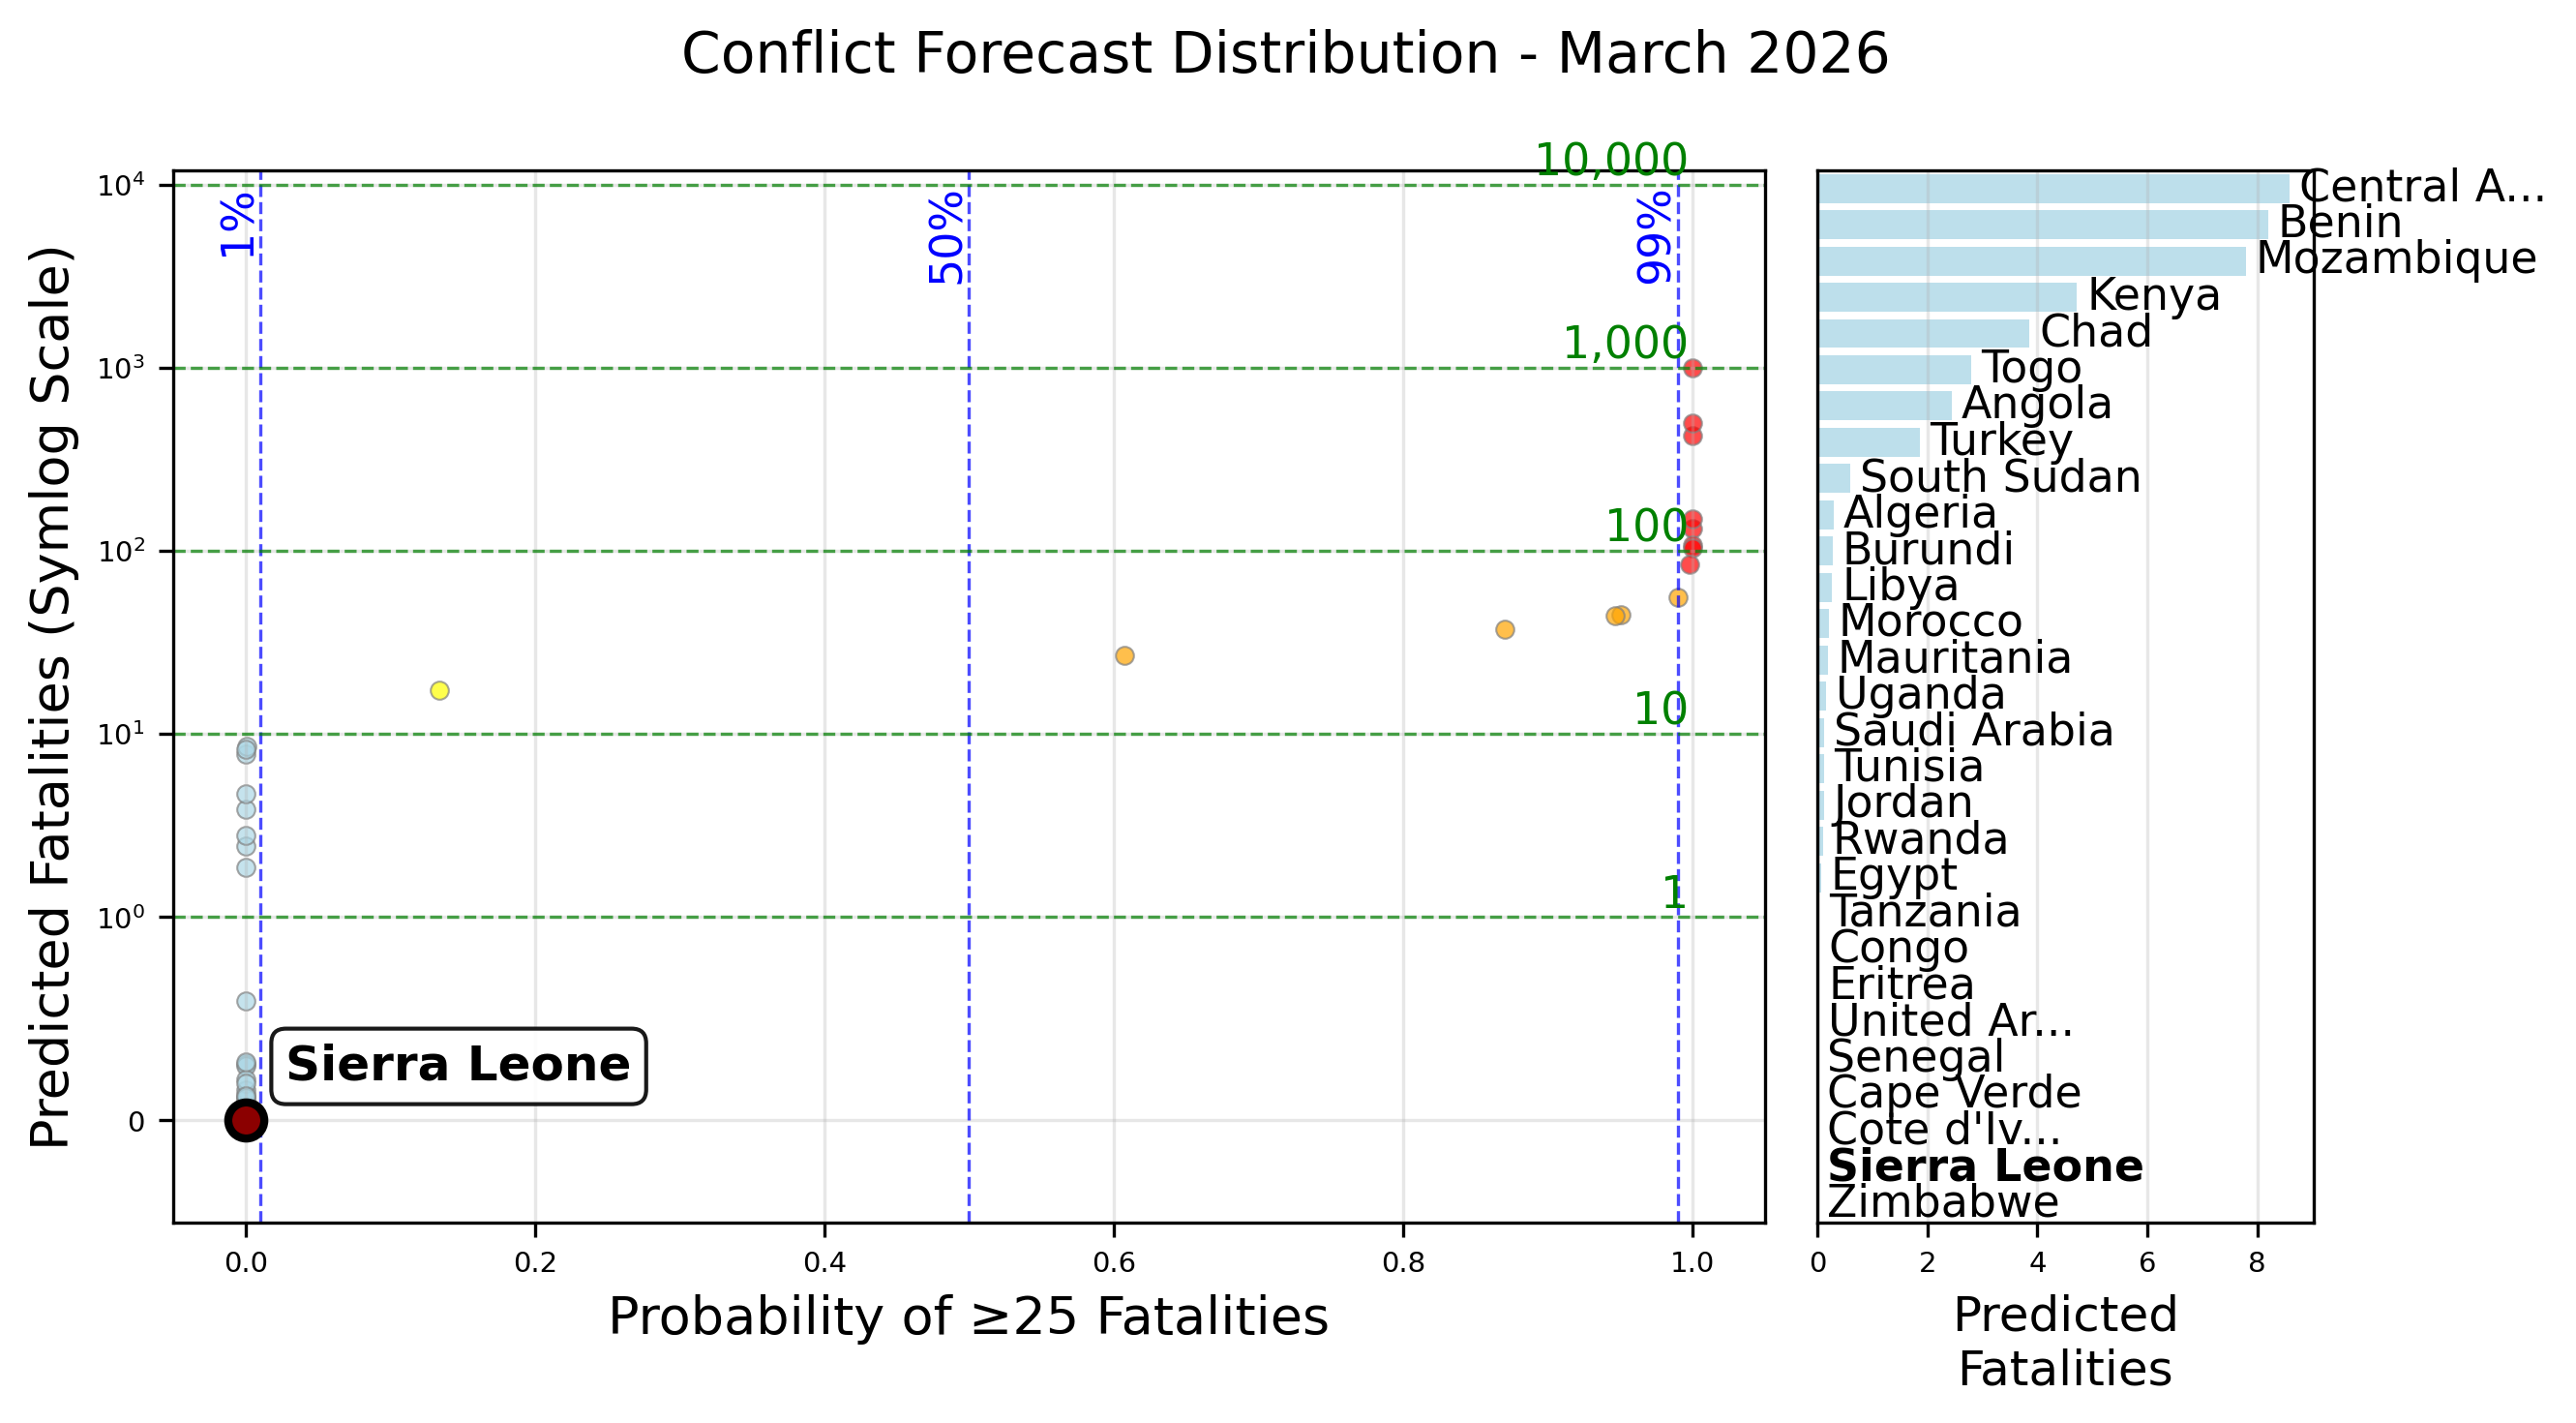 Conflict Forecast Distribution - March 2026
Predicted Fatalities (Symlog Scale)
10⁴
10³
10²
10¹
10⁰
0
1%
50%
99%
10,000
1,000
100
10
1
Sierra Leone
0.0 0.2 0.4 0.6 0.8 1.0
Probability of ≥25 Fatalities
Central A...
Benin
Mozambique
Kenya
Chad
Togo
Angola
Turkey
South Sudan
Algeria
Burundi
Libya
Morocco
Mauritania
Uganda
Saudi Arabia
Tunisia
Jordan
Rwanda
Egypt
Tanzania
Congo
Eritrea
United Ar...
Senegal
Cape Verde
Cote d'Iv...
Sierra Leone
Zimbabwe
0 2 4 6 8
Predicted
Fatalities